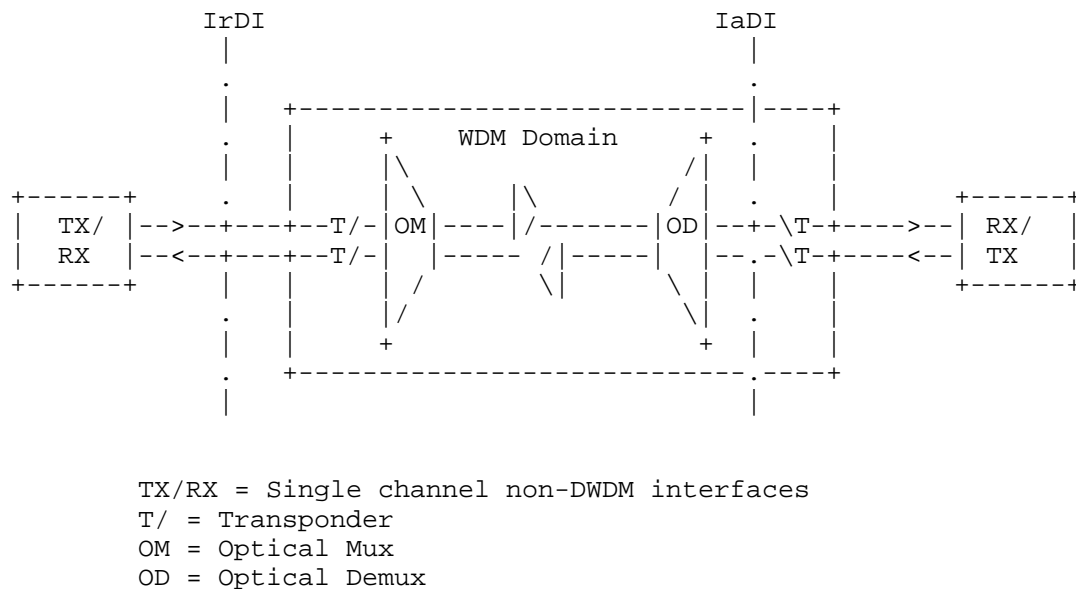 IrDI IaDI
WDM Domain
TX/ T/ OM OD \T RX/
RX T/ \T TX
TX/RX = Single channel non-DWDM interfaces
T/ = Transponder
OM = Optical Mux
OD = Optical Demux